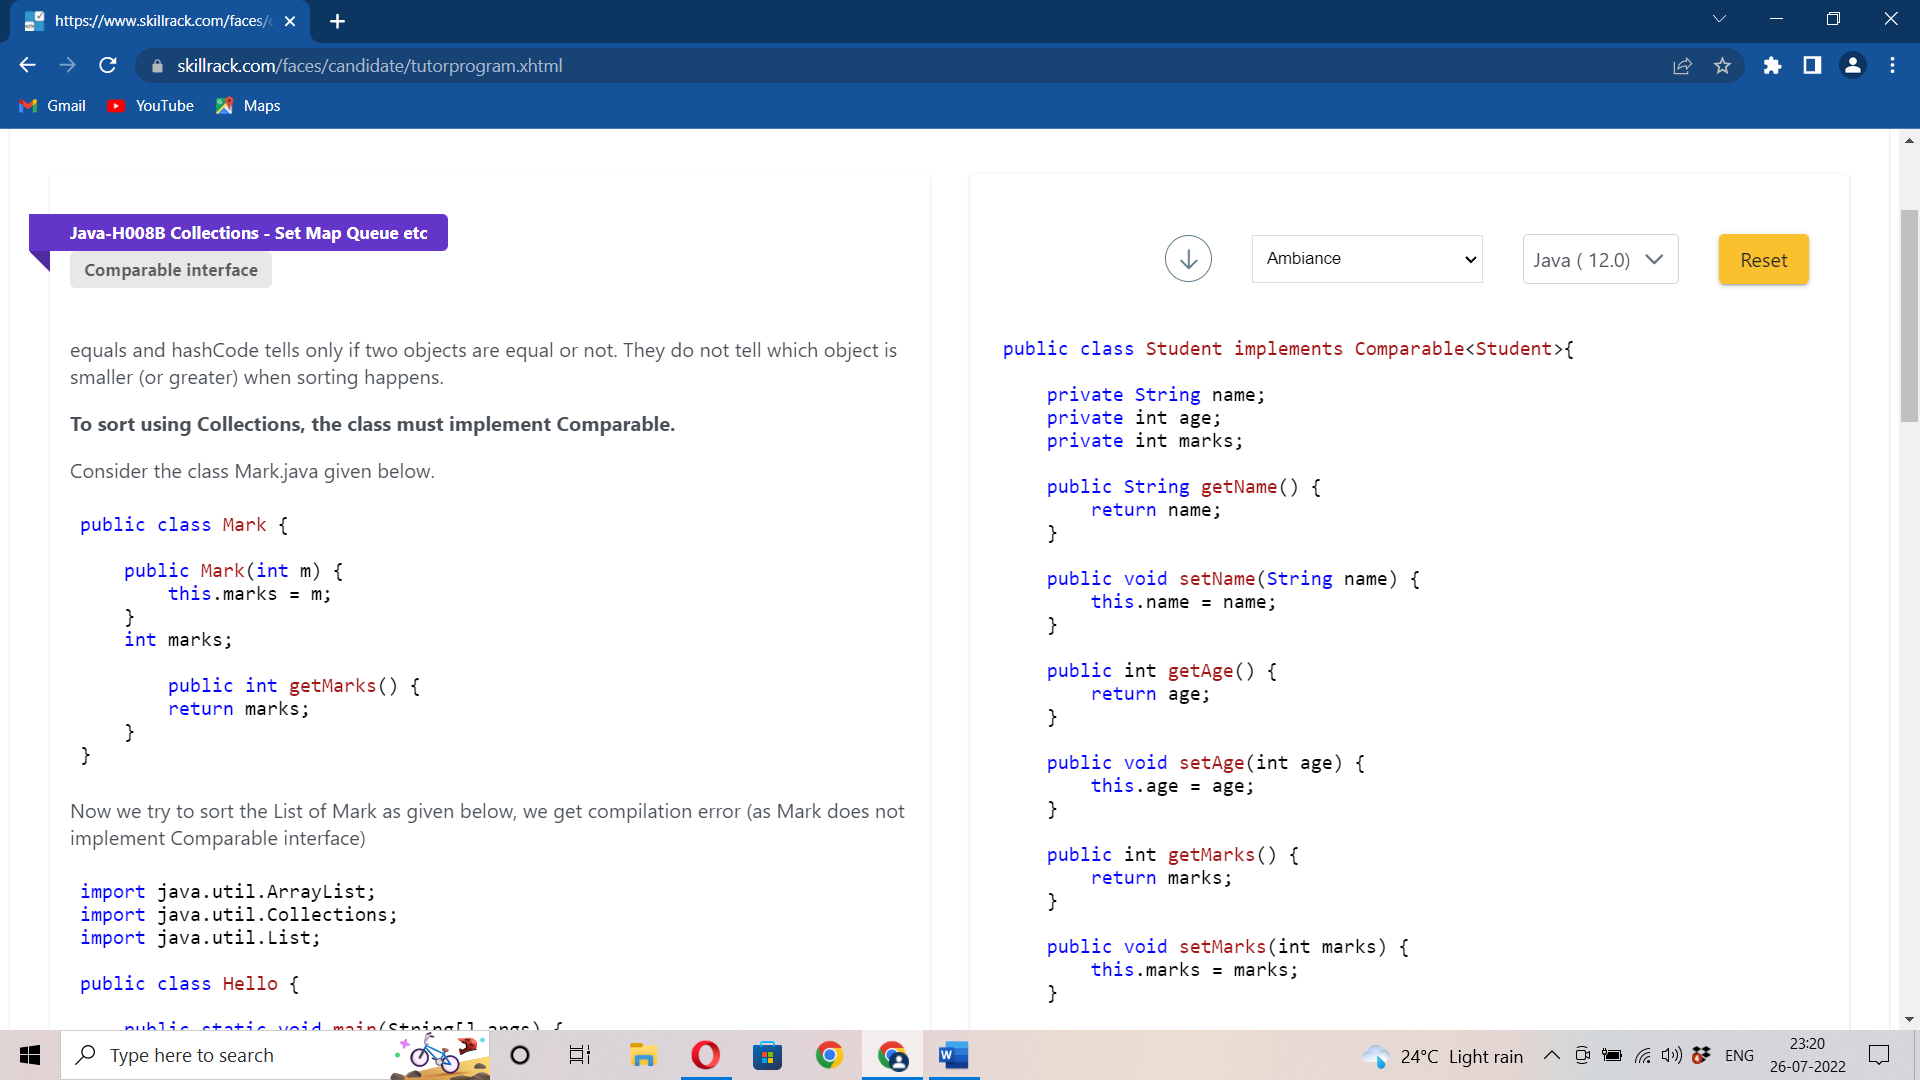 https://www.skillrack.com/faces/c
skillrack.com/faces/candidate/tutorprogram.xhtml
Gmail
YouTube
Maps
Java-H008B Collections - Set Map Queue etc
Comparable interface
equals and hashCode tells only if two objects are equal or not. They do not tell which object is
smaller (or greater) when sorting happens.
To sort using Collections, the class must implement Comparable.
Consider the class Mark.java given below.
public class Mark {
public Mark(int m) {
this.marks = m;
}
int marks;
public int getMarks() {
return marks;
}
}
Now we try to sort the List of Mark as given below, we get compilation error (as Mark does not
implement Comparable interface)
import java.util.ArrayList;
import java.util.Collections;
import java.util.List;
public class Hello {
public static void main(String[] args) {
Ambiance
Java ( 12.0)
Reset
public class Student implements Comparable<Student>{
private String name;
private int age;
private int marks;
public String getName() {
return name;
}
public void setName(String name) {
this.name = name;
}
public int getAge() {
return age;
}
public void setAge(int age) {
this.age = age;
}
public int getMarks() {
return marks;
}
public void setMarks(int marks) {
this.marks = marks;
}
Type here to search
24°C Light rain
ENG
23:20
26-07-2022